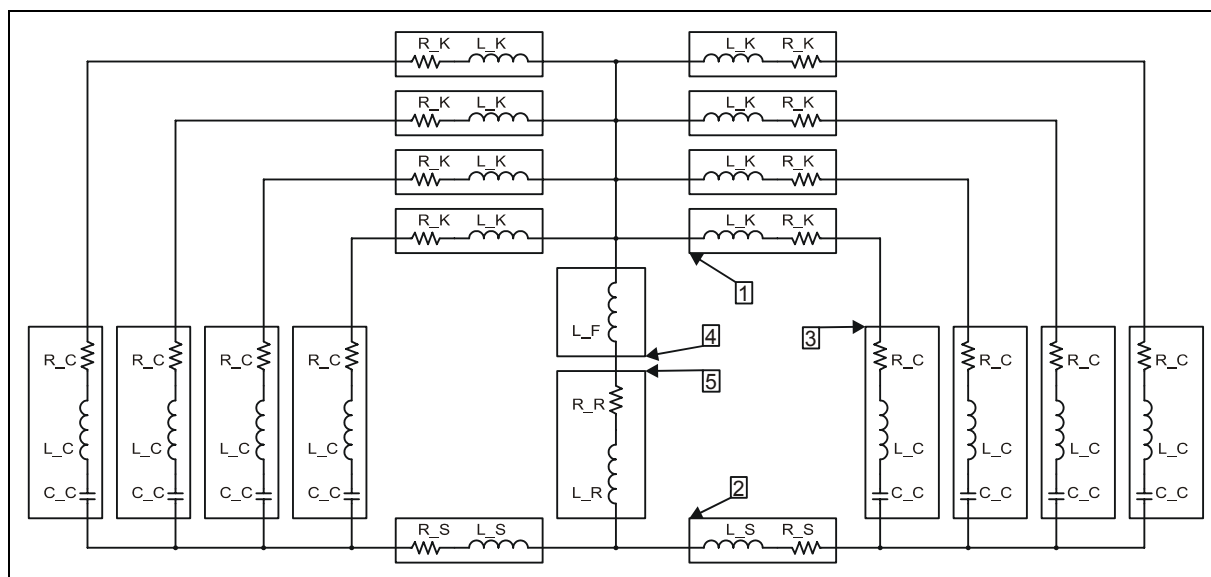 R_K L_K L_K R_K
R_K L_K L_K R_K
R_K L_K L_K R_K
R_K L_K L_K R_K
1
L_F 4 3
5
R_C R_C R_C R_C R_C R_C R_C R_C
R_R
L_C L_C L_C L_C L_C L_C L_C L_C
L_R 2
C_C C_C C_C C_C C_C C_C C_C C_C
R_S L_S L_S R_S